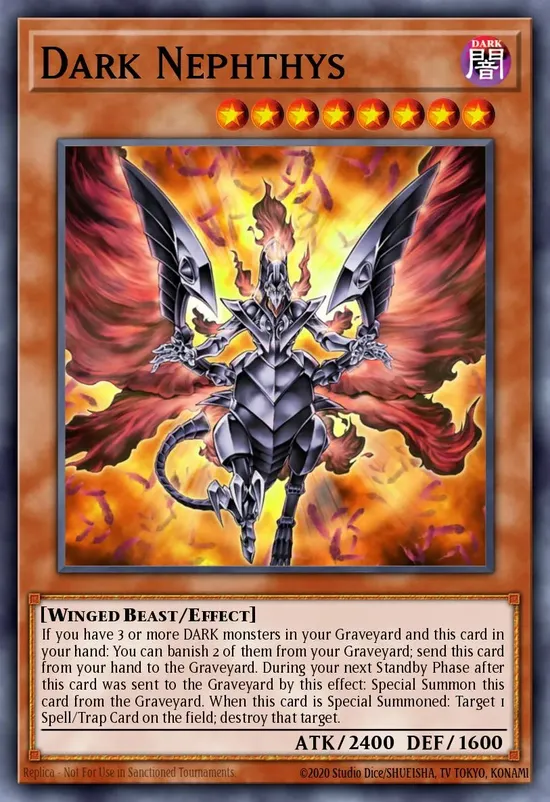 Dark Nephthys
DARK
闇
[Winged Beast/Effect]
If you have 3 or more DARK monsters in your Graveyard and this card in
your hand: You can banish 2 of them from your Graveyard; send this card
from your hand to the Graveyard. During your next Standby Phase after
this card was sent to the Graveyard by this effect: Special Summon this
card from the Graveyard. When this card is Special Summoned: Target 1
Spell/Trap Card on the field; destroy that target.
ATK/2400 DEF/1600
Replica - Not For Use in Sanctioned Tournaments
©2020 Studio Dice/SHUEISHA, TV TOKYO, KONAMI